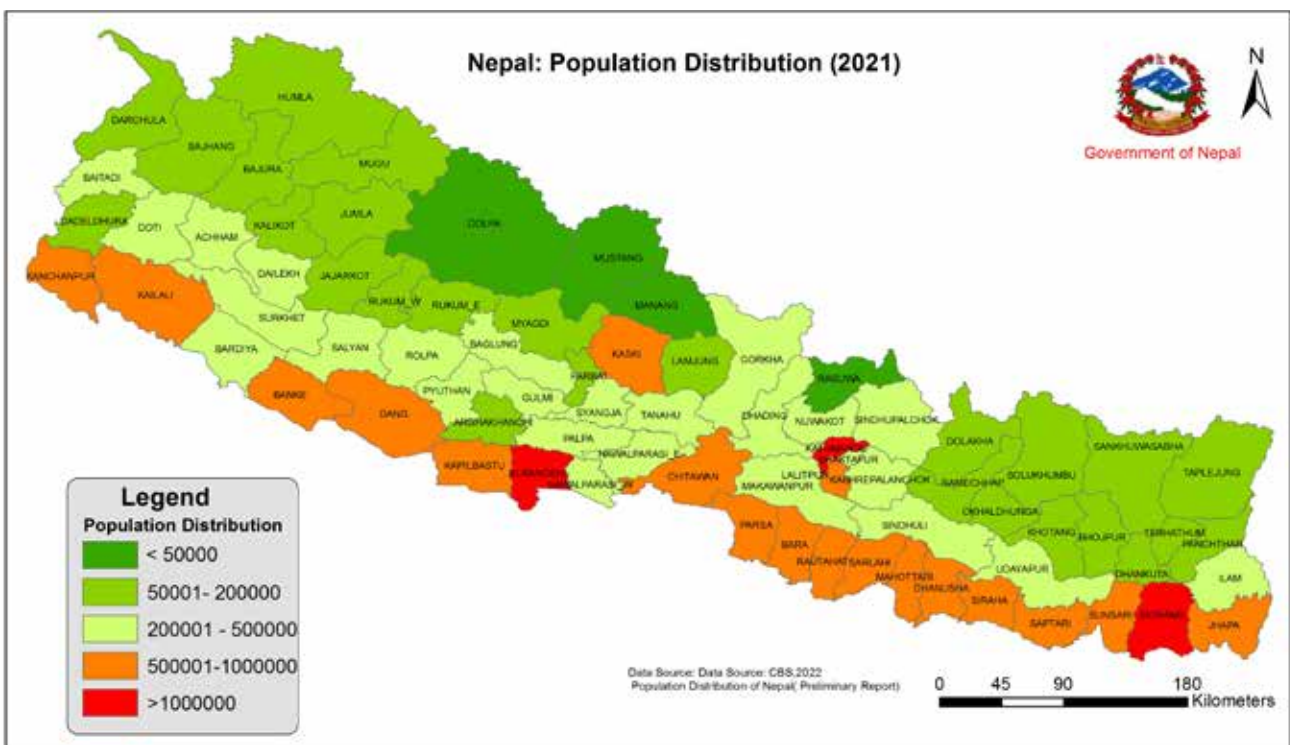 Nepal: Population Distribution (2021)
N
Government of Nepal
HUMLA
DARCHULA
BAJHANG
BAJURA
MUGU
BAITADI
DADELDHURA
DOTI
ACHHAM
KALIKOT
JUMLA
DOLPA
MUSTANG
MANANG
KANCHANPUR
KAILALI
DAILEKH
JAJARKOT
RUKUM_W
RUKUM_E
MYAGDI
SURKHET
BARDIYA
SALYAN
ROLPA
BAGLUNG
KASKI
LAMJUNG
GORKHA
PARBAT
RASUWA
BANKE
DANG
PYUTHAN
GULMI
SYANGJA
TANAHU
DHADING
NUWAKOT
SINDHUPALCHOK
PALPA
NAWALPARASI_E
KAPILBASTU
CHITAWAN
LALITPUR
MAKAWANPUR
KABHREPALANCHOK
DOLAKHA
SANKHUWASABHA
SOLUKHUMBU
TAPLEJUNG
RAMECHHAP
OKHALDHUNGA
KHOTANG
BHOJPUR
TERHATHUM
PANCHTHAR
SINDHULI
UDAYAPUR
DHANKUTA
ILAM
PARSA
BARA
RAUTAHAT
SARLAHI
MAHOTTARI
DHANUSHA
SIRAHA
SAPTARI
SUNSARI
JHAPA
Legend
Population Distribution
< 50000
50001- 200000
200001 - 500000
500001-1000000
>1000000
Data Source: Data Source: CBS,2022
Population Distribution of Nepal( Preliminary Report)
0 45 90 180
Kilometers